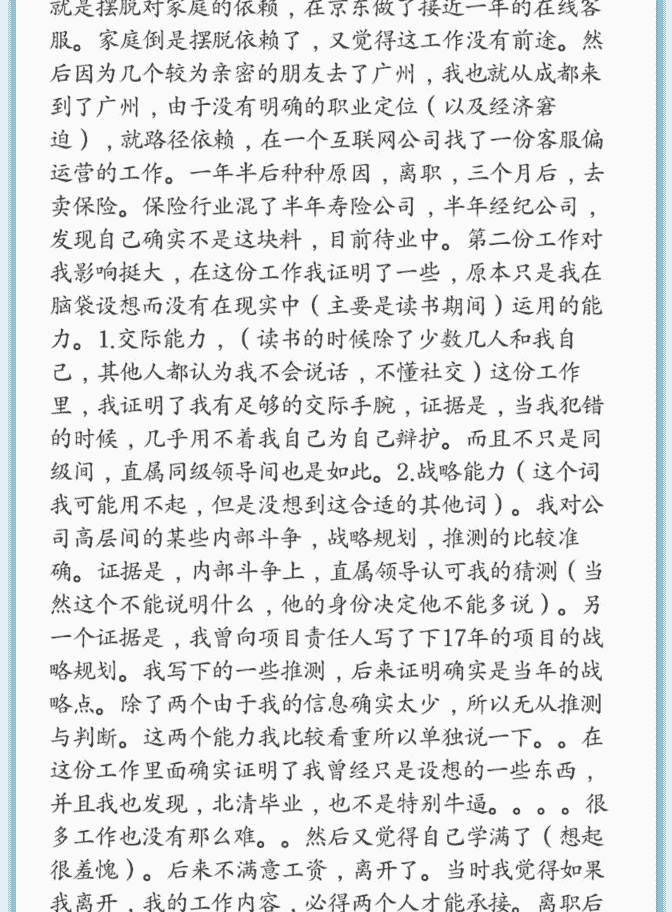 就是摆脱对家庭的依赖，在京东做了接近一年的在线客
服。家庭倒是摆脱依赖了，又觉得这工作没有前途。然
后因为几个较为亲密的朋友去了广州，我也就从成都来
到了广州，由于没有明确的职业定位（以及经济窘
迫），就路径依赖，在一个互联网公司找了一份客服偏
运营的工作。一年半后种种原因，离职，三个月后，去
卖保险。保险行业混了半年寿险公司，半年经纪公司，
发现自己确实不是这块料，目前待业中。第二份工作对
我影响挺大，在这份工作我证明了一些，原本只是我在
脑袋设想而没有在现实中（主要是读书期间）运用的能
力。1.交际能力，（读书的时候除了少数几人和我自
己，其他人都认为我不会说话，不懂社交）这份工作
里，我证明了我有足够的交际手腕，证据是，当我犯错
的时候，几乎用不着我自己为自己辩护。而且不只是同
级间，直属同级领导间也是如此。2.战略能力（这个词
我可能用不起，但是没想到这合适的其他词）。我对公
司高层间的某些内部斗争，战略规划，推测的比较准
确。证据是，内部斗争上，直属领导认可我的猜测（当
然这个不能说明什么，他的身份决定他不能多说）。另
一个证据是，我曾向项目责任人写了下17年的项目的战
略规划。我写下的一些推测，后来证明确实是当年的战
略点。除了两个由于我的信息确实太少，所以无从推测
与判断。这两个能力我比较看重所以单独说一下。。在
这份工作里面确实证明了我曾经只是设想的一些东西，
并且我也发现，北清毕业，也不是特别牛逼。。。。很
多工作也没有那么难。。然后又觉得自己学满了（想起
很羞愧）。后来不满意工资，离开了。当时我觉得如果
我离开，我的工作内容，必得两个人才能承接。离职后